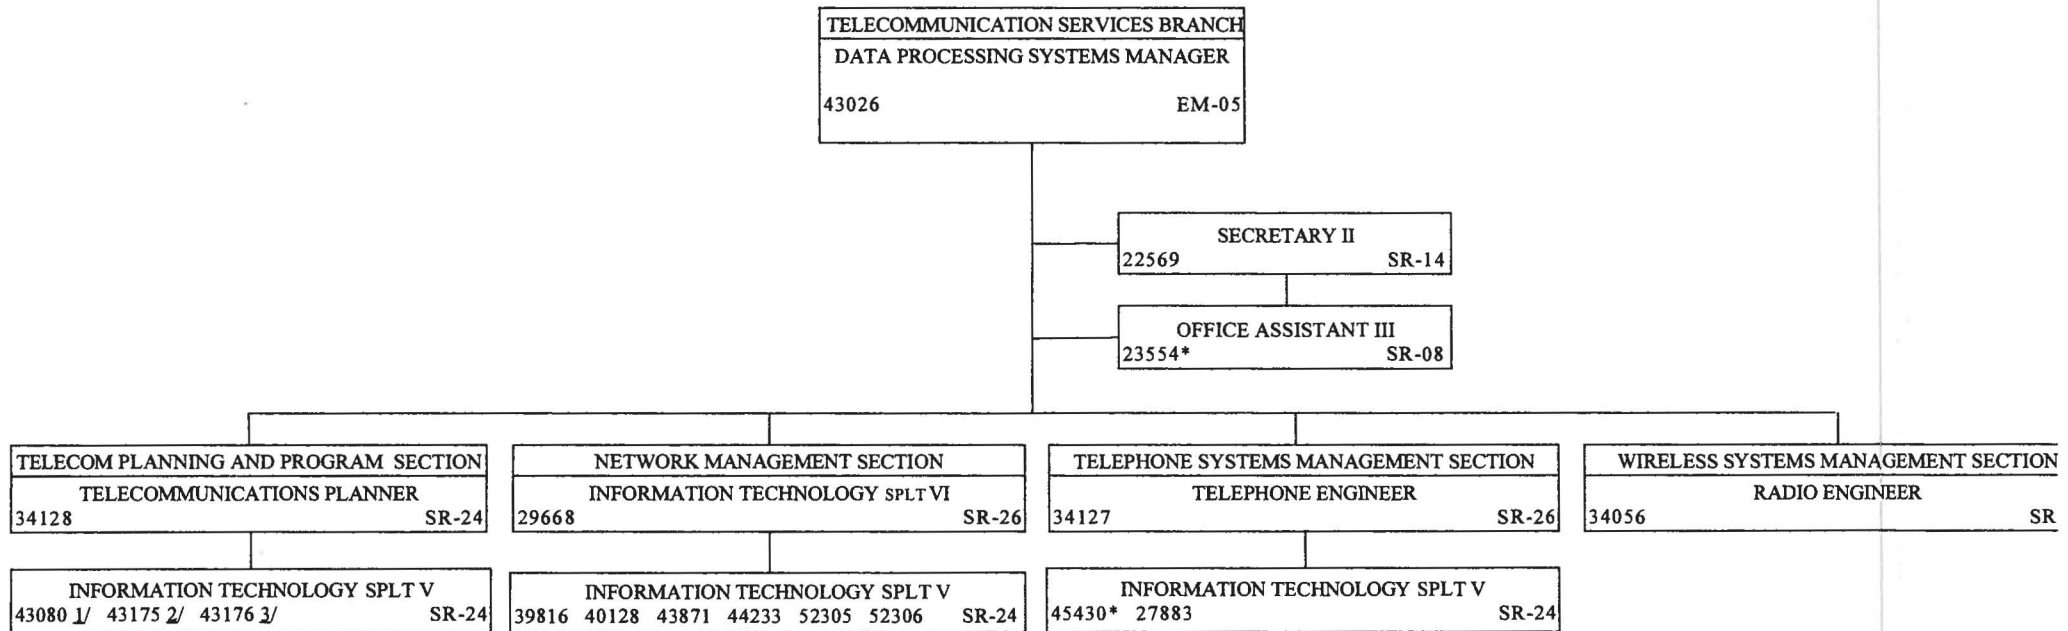 TELECOMMUNICATION SERVICES BRANCH
DATA PROCESSING SYSTEMS MANAGER
43026 EM-05
SECRETARY II
22569 SR-14
OFFICE ASSISTANT III
23554* SR-08
TELECOM PLANNING AND PROGRAM SECTION
TELECOMMUNICATIONS PLANNER
34128 SR-24
INFORMATION TECHNOLOGY SPLT V
43080 1/ 43175 2/ 43176 3/ SR-24
NETWORK MANAGEMENT SECTION
INFORMATION TECHNOLOGY SPLT VI
29668 SR-26
INFORMATION TECHNOLOGY SPLT V
39816 40128 43871 44233 52305 52306 SR-24
TELEPHONE SYSTEMS MANAGEMENT SECTION
TELEPHONE ENGINEER
34127 SR-26
INFORMATION TECHNOLOGY SPLT V
45430* 27883 SR-24
WIRELESS SYSTEMS MANAGEMENT SECTION
RADIO ENGINEER
34056 SR